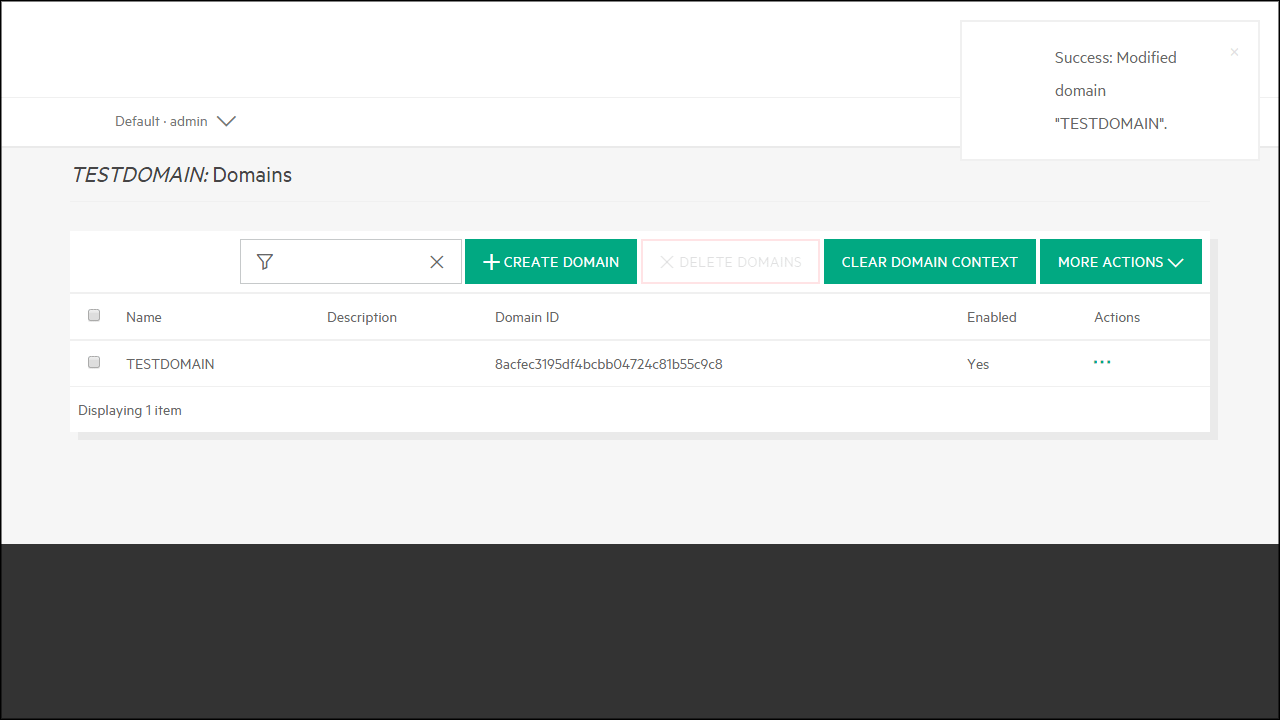 Success: Modified
domain
"TESTDOMAIN".
×
Default · admin
TESTDOMAIN: Domains
CREATE DOMAIN
DELETE DOMAINS
CLEAR DOMAIN CONTEXT
MORE ACTIONS
Name Description Domain ID Enabled Actions
TESTDOMAIN 8acfec3195df4bcbb04724c81b55c9c8 Yes ...
Displaying 1 item